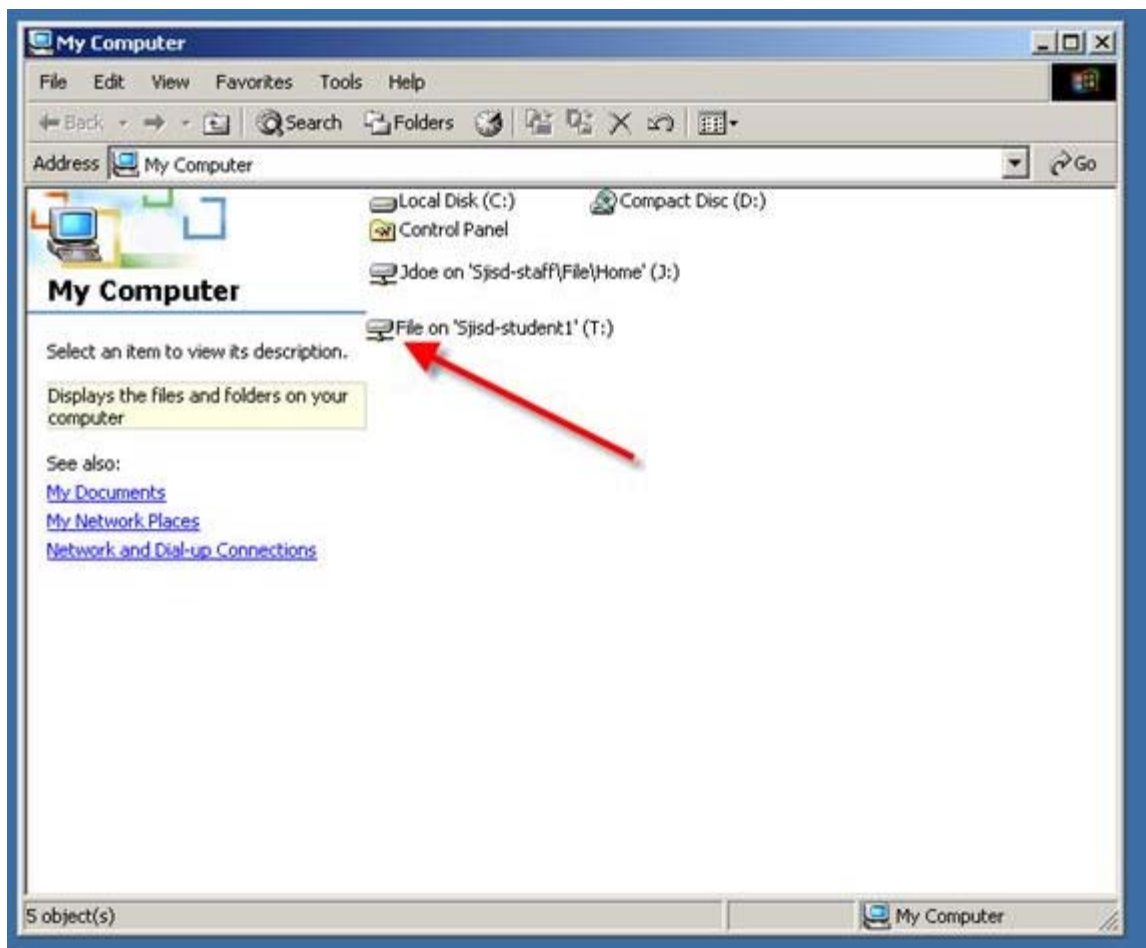 My Computer
File Edit View Favorites Tools Help
Back Search Folders
Address My Computer Go
Local Disk (C:) Compact Disc (D:)
Control Panel
Jdoe on 'Sjisd-staff\File\Home' (J:)
My Computer
File on 'Sjisd-student1' (T:)
Select an item to view its description.
Displays the files and folders on your
computer
See also:
My Documents
My Network Places
Network and Dial-up Connections
5 object(s) My Computer